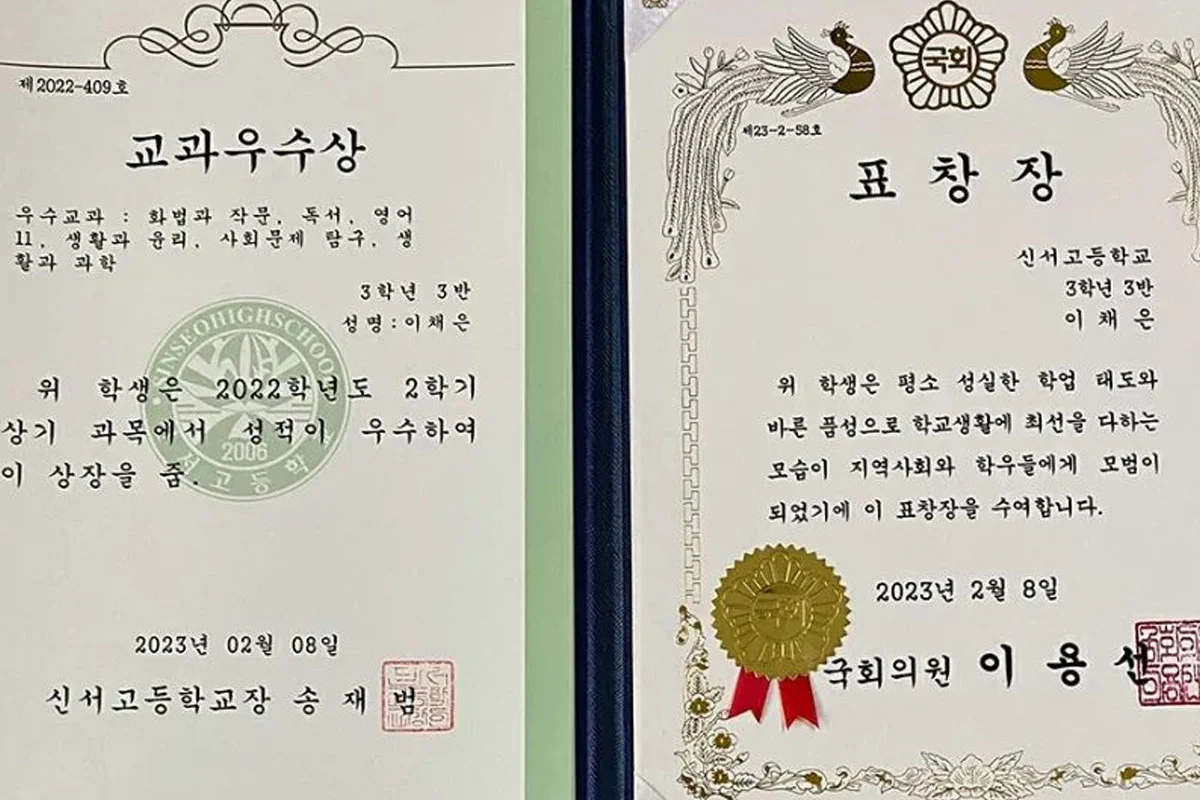 제2022-409호
교과우수상
우수교과 : 화법과 작문, 독서, 영어
II, 생활과 윤리, 사회문제 탐구, 생
활과 과학
3학년 3반
성명:이채은
SINSEOHIGHSCHOOL
위 학생은 2022학년도 2학기
상기 과목에서 성적이 우수하여
이 상장을 줌.
2006
서고등학
2023년 02월 08일
신서고등학교장 송재범
국회
제23-2-58호
표창장
신서고등학교
3학년 3반
이채은
위 학생은 평소 성실한 학업 태도와
바른 품성으로 학교생활에 최선을 다하는
모습이 지역사회와 학우들에게 모범이
되었기에 이 표창장을 수여합니다.
2023년 2월 8일
국회
국회의원 이용선